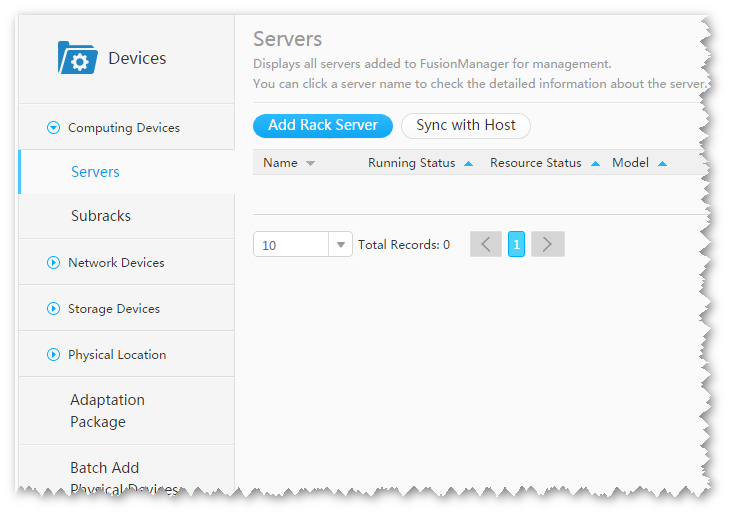 Devices
Computing Devices
Servers
Subracks
Network Devices
Storage Devices
Physical Location
Adaptation
Package
Batch Add
Physical Devices
Servers
Displays all servers added to FusionManager for management.
You can click a server name to check the detailed information about the server.
Add Rack Server Sync with Host
Name Running Status Resource Status Model
10 Total Records: 0 1